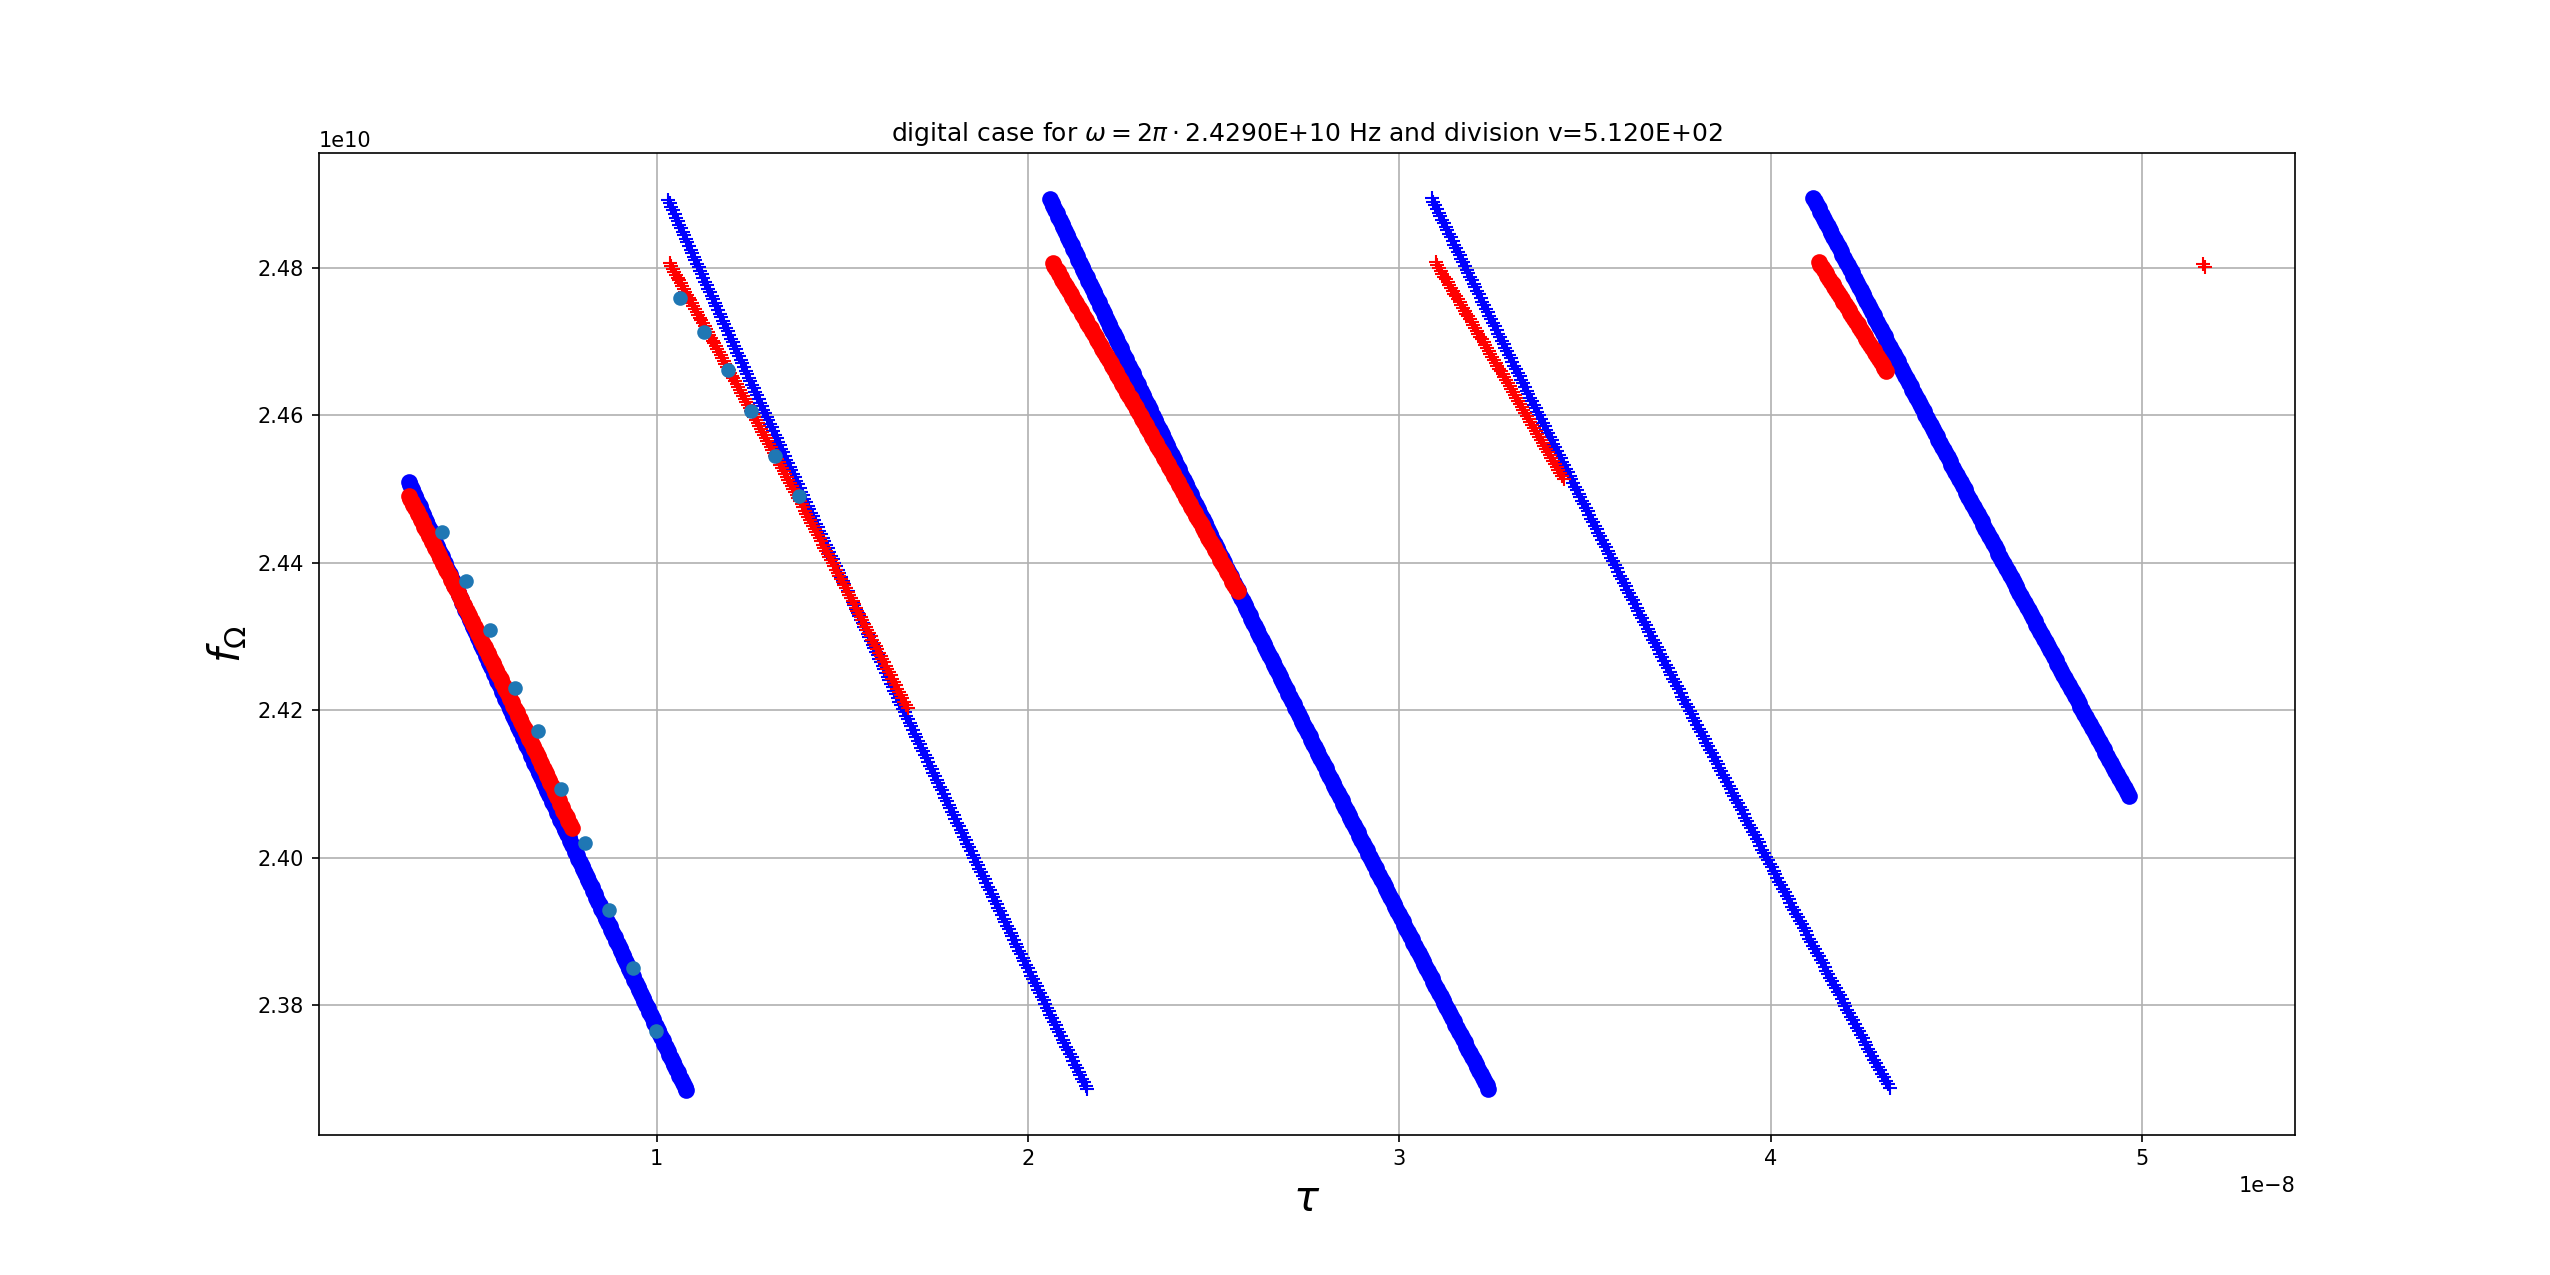 digital case for ω = 2π · 2.4290E+10 Hz and division v=5.120E+02
1e10
2.48
2.46
2.44
2.42
2.40
2.38
f_Ω
1 2 3 4 5
1e−8
τ